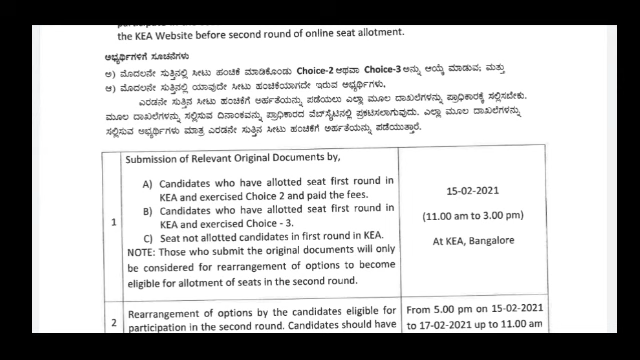 the KEA Website before second round of online seat allotment.
ಅಭ್ಯರ್ಥಿಗಳಿಗೆ ಸೂಚನೆಗಳು
ಅ) ಮೊದಲನೇ ಸುತ್ತಿನಲ್ಲಿ ಸೀಟು ಹಂಚಿಕೆ ಮಾಡಿಕೊಂಡು Choice-2 ಅಥವಾ Choice-3 ಅನ್ನು ಆಯ್ಕೆ ಮಾಡುವ; ಮತ್ತು
ಆ) ಮೊದಲನೇ ಸುತ್ತಿನಲ್ಲಿ ಯಾವುದೇ ಸೀಟು ಹಂಚಿಕೆಯಾಗದೇ ಇರುವ ಅಭ್ಯರ್ಥಿಗಳು,
ಎರಡನೇ ಸುತ್ತಿನ ಸೀಟು ಹಂಚಿಕೆಗೆ ಅರ್ಹತೆಯನ್ನು ಪಡೆಯಲು ಎಲ್ಲಾ ಮೂಲ ದಾಖಲೆಗಳನ್ನು ಪ್ರಾಧಿಕಾರಕ್ಕೆ ಸಲ್ಲಿಸಬೇಕು.
ಮೂಲ ದಾಖಲೆಗಳನ್ನು ಸಲ್ಲಿಸುವ ದಿನಾಂಕವನ್ನು ಪ್ರಾಧಿಕಾರದ ವೆಬ್‌ಸೈಟಿನಲ್ಲಿ ಪ್ರಕಟಿಸಲಾಗುವುದು. ಎಲ್ಲಾ ಮೂಲ ದಾಖಲೆಗಳನ್ನು
ಸಲ್ಲಿಸುವ ಅಭ್ಯರ್ಥಿಗಳು ಮಾತ್ರ ಎರಡನೇ ಸುತ್ತಿನ ಸೀಟು ಹಂಚಿಕೆಗೆ ಅರ್ಹತೆಯನ್ನು ಪಡೆಯುತ್ತಾರೆ.
1
Submission of Relevant Original Documents by,
A) Candidates who have allotted seat first round in
KEA and exercised Choice 2 and paid the fees.
B) Candidates who have allotted seat first round in
KEA and exercised Choice - 3.
C) Seat not allotted candidates in first round in KEA.
NOTE: Those who submit the original documents will only
be considered for rearrangement of options to become
eligible for allotment of seats in the second round.
15-02-2021
(11.00 am to 3.00 pm)
At KEA, Bangalore
2
Rearrangement of options by the candidates eligible for
participation in the second round. Candidates should have
From 5.00 pm on 15-02-2021
to 17-02-2021 up to 11.00 am